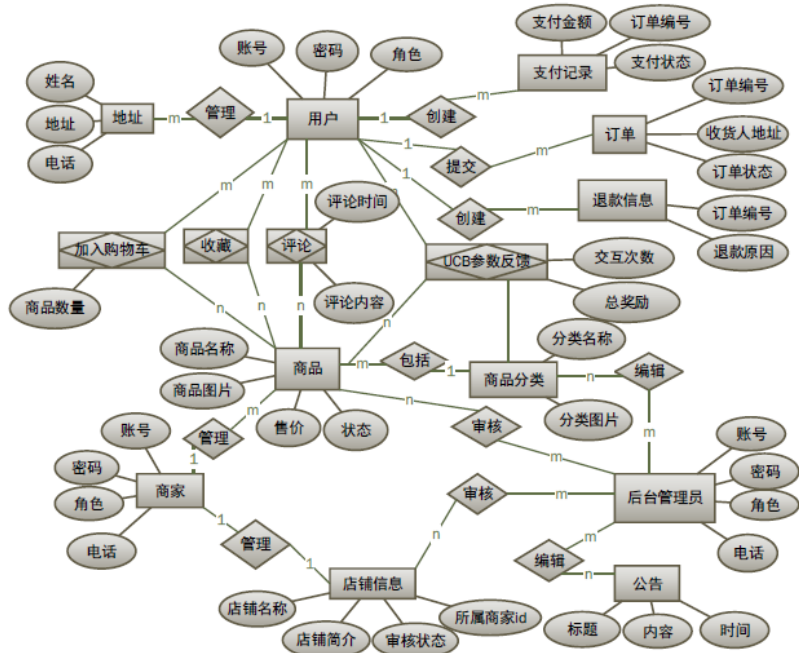 支付金额
订单编号
账号
密码
角色
支付记录
支付状态
姓名
地址
地址
m
管理
1
用户
1
创建
m
订单编号
电话
1
提交
m
订单
收货人地址
订单状态
m
m
m
1
创建
m
退款信息
订单编号
退款原因
评论时间
加入购物车
收藏
评论
UCB参数反馈
交互次数
商品数量
评论内容
总奖励
n
n
n
n
商品名称
商品
m
包括
1
商品分类
分类名称
n
编辑
商品图片
售价
状态
分类图片
m
n
审核
m
m
管理
1
账号
密码
角色
电话
商家
账号
密码
角色
电话
后台管理员
审核
m
n
1
管理
1
店铺信息
m
编辑
n
公告
店铺名称
店铺简介
审核状态
所属商家id
标题
内容
时间